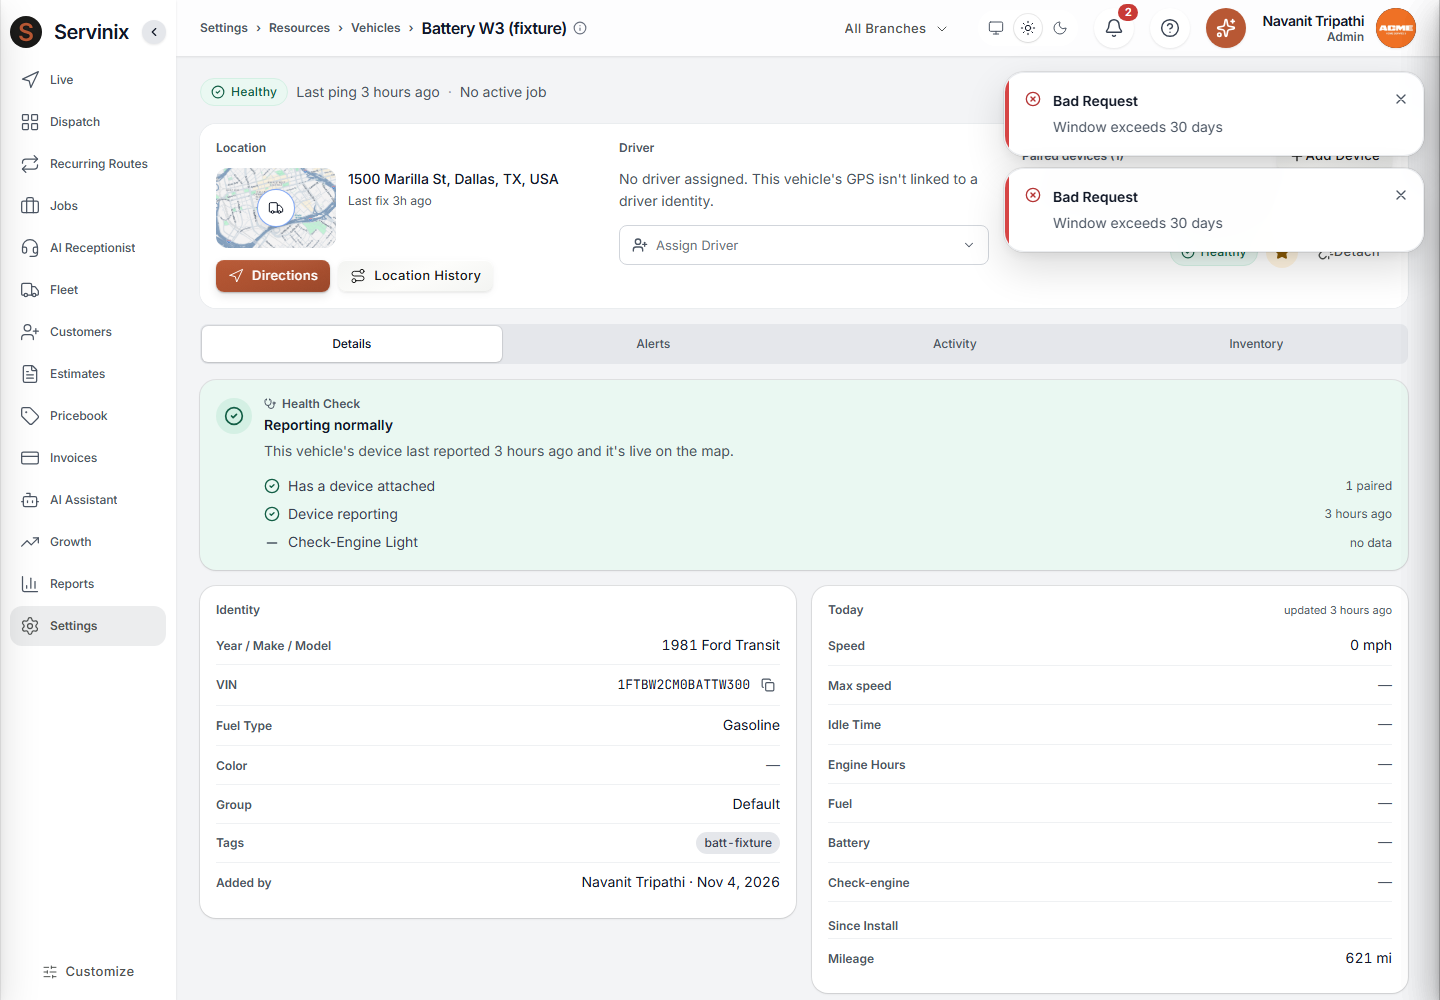 Servinix
Live
Dispatch
Recurring Routes
Jobs
AI Receptionist
Fleet
Customers
Estimates
Pricebook
Invoices
AI Assistant
Growth
Reports
Settings
Customize
Settings › Resources › Vehicles › Battery W3 (fixture)
All Branches
2
Navanit Tripathi
Admin
ACME
Healthy Last ping 3 hours ago · No active job
Bad Request
Window exceeds 30 days
Bad Request
Window exceeds 30 days
Location
1500 Marilla St, Dallas, TX, USA
Last fix 3h ago
Directions
Location History
Driver
No driver assigned. This vehicle's GPS isn't linked to a
driver identity.
Assign Driver
Paired devices (1)
Add Device
Healthy
Detach
Details
Alerts
Activity
Inventory
Health Check
Reporting normally
This vehicle's device last reported 3 hours ago and it's live on the map.
Has a device attached 1 paired
Device reporting 3 hours ago
Check-Engine Light no data
Identity
Year / Make / Model 1981 Ford Transit
VIN 1FTBW2CM0BATTW300
Fuel Type Gasoline
Color —
Group Default
Tags batt-fixture
Added by Navanit Tripathi · Nov 4, 2026
Today updated 3 hours ago
Speed 0 mph
Max speed —
Idle Time —
Engine Hours —
Fuel —
Battery —
Check-engine —
Since Install
Mileage 621 mi